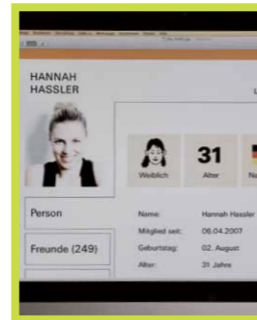 HANNAH
HASSLER
Weiblich
31
Alter
Person
Freunde (249)
Name: Hannah Hassler
Mitglied seit: 06.04.2007
Geburtstag: 02. August
Alter: 31 Jahre